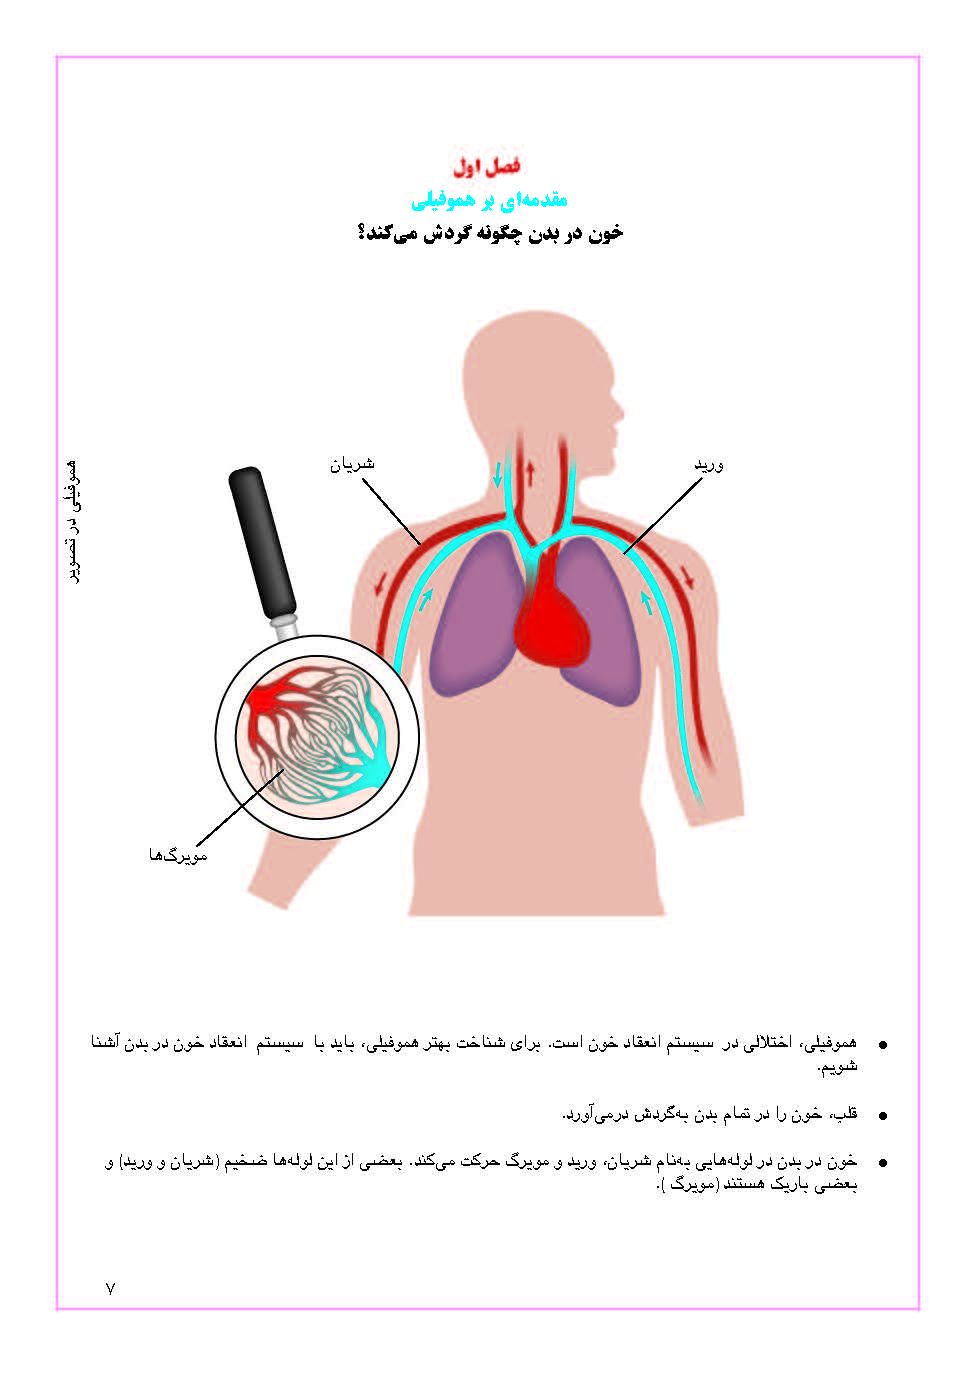 فصل اول
مقدمه‌ای بر هموفیلی
خون در بدن چگونه گردش می‌کند؟
شریان
ورید
هموفیلی در تصویر
مویرگ‌ها
• هموفیلی، اختلالی در سیستم انعقاد خون است. برای شناخت بهتر هموفیلی، باید با سیستم انعقاد خون در بدن آشنا
شویم.
• قلب، خون را در تمام بدن به‌گردش درمی‌آورد.
• خون در بدن در لوله‌هایی به‌نام شریان، ورید و مویرگ حرکت می‌کند. بعضی از این لوله‌ها ضخیم (شریان و ورید) و
بعضی باریک هستند (مویرگ ).
۷